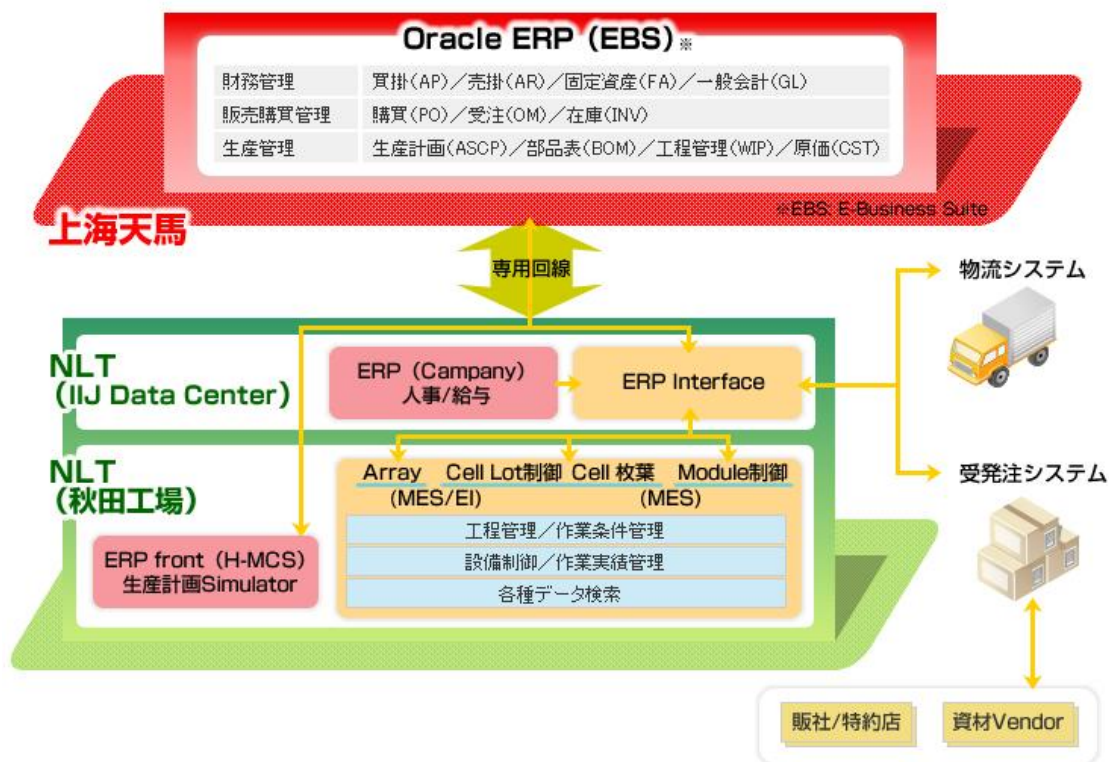 Oracle ERP（EBS）※
財務管理 買掛(AP)／売掛(AR)／固定資産(FA)／一般会計(GL)
販売購買管理 購買(PO)／受注(OM)／在庫(INV)
生産管理 生産計画(ASCP)／部品表(BOM)／工程管理(WIP)／原価(CST)
※EBS: E-Business Suite
上海天馬
専用回線
物流システム
NLT
（IIJ Data Center）
ERP（Campany）
人事/給与
ERP Interface
NLT
（秋田工場）
Array Cell Lot制御 Cell 枚葉 Module制御
(MES/EI) (MES)
工程管理／作業条件管理
設備制御／作業実績管理
各種データ検索
ERP front（H-MCS）
生産計画Simulator
受発注システム
販社/特約店 資材Vendor